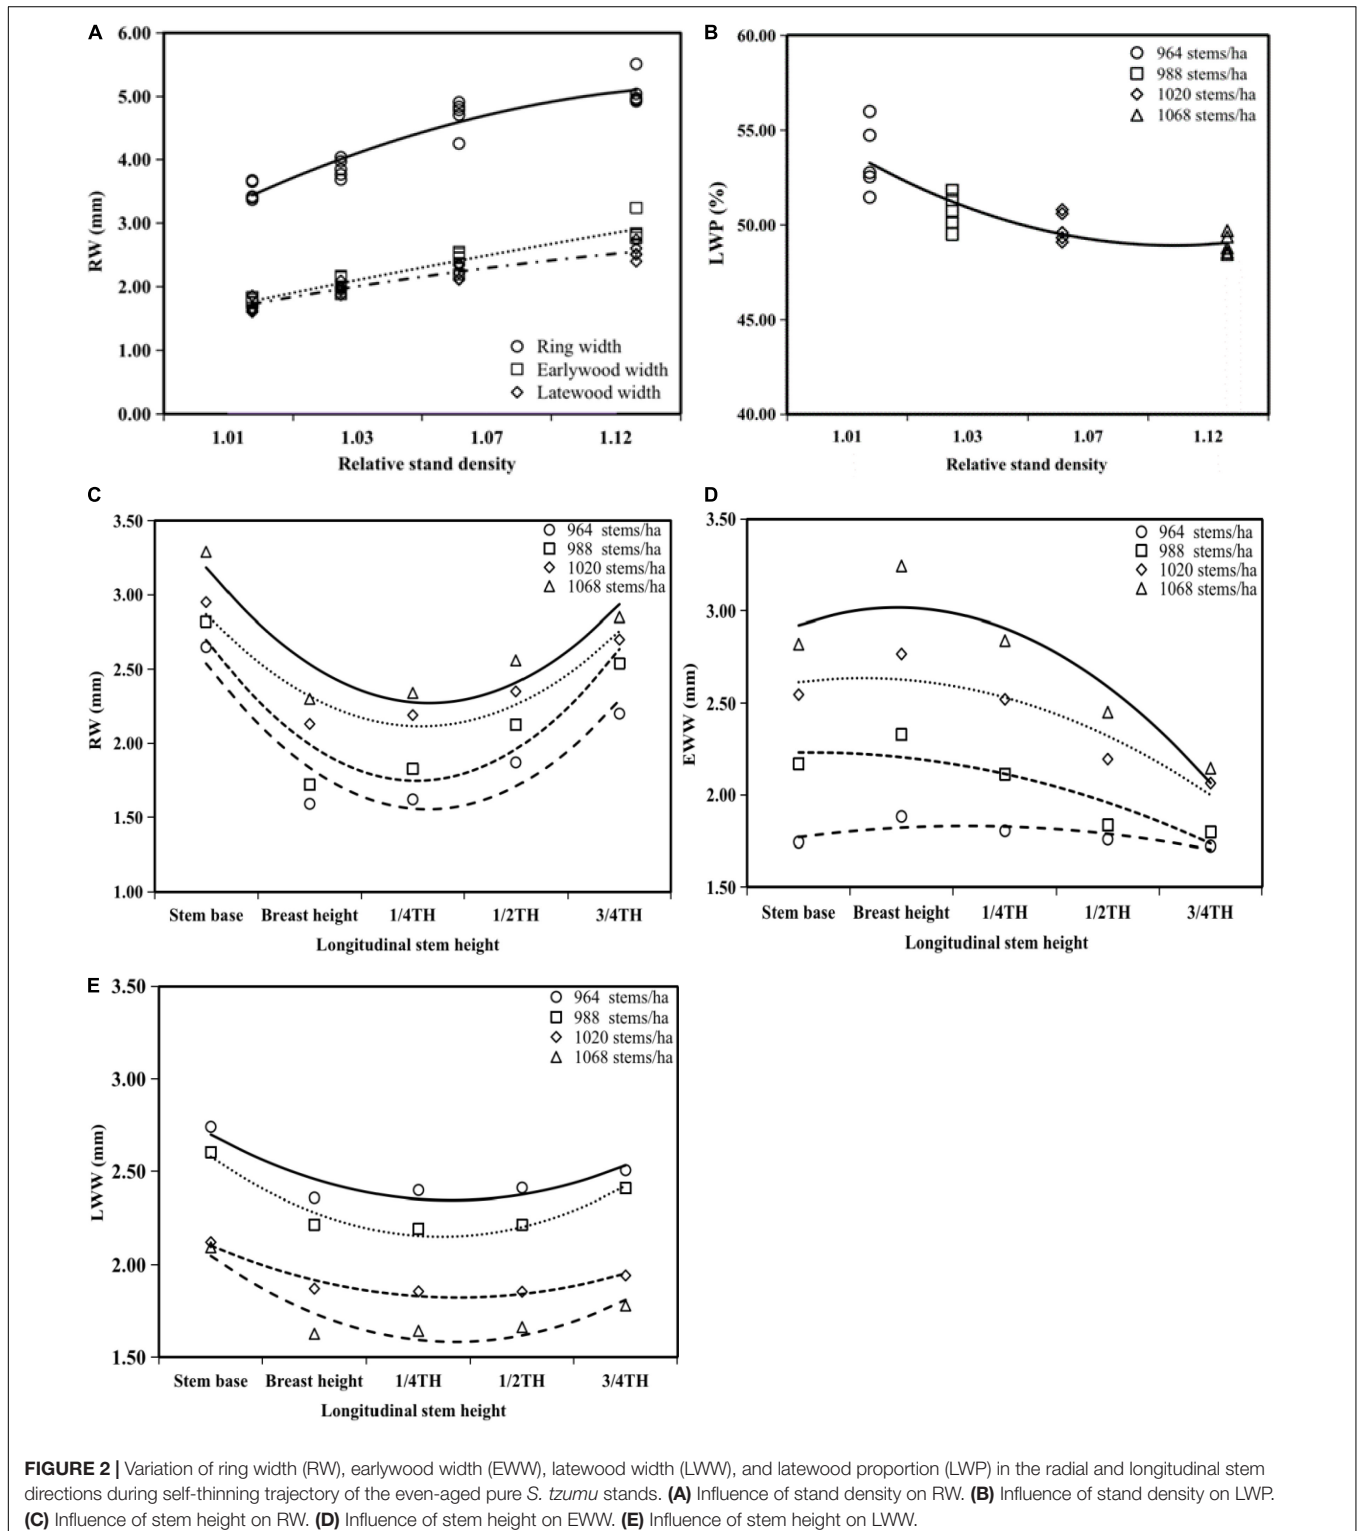 A
6.00
5.00
4.00
3.00
2.00
1.00
0.00
RW (mm)
Ring width
Earlywood width
Latewood width
1.01 1.03 1.07 1.12
Relative stand density
B
60.00
55.00
50.00
45.00
40.00
LWP (%)
964 stems/ha
988 stems/ha
1020 stems/ha
1068 stems/ha
1.01 1.03 1.07 1.12
Relative stand density
C
3.50
3.00
2.50
2.00
1.50
1.00
RW (mm)
964 stems/ha
988 stems/ha
1020 stems/ha
1068 stems/ha
Stem base Breast height 1/4TH 1/2TH 3/4TH
Longitudinal stem height
D
3.50
3.00
2.50
2.00
1.50
EWW (mm)
964 stems/ha
988 stems/ha
1020 stems/ha
1068 stems/ha
Stem base Breast height 1/4TH 1/2TH 3/4TH
Longitudinal stem height
E
3.50
3.00
2.50
2.00
1.50
LWW (mm)
964 stems/ha
988 stems/ha
1020 stems/ha
1068 stems/ha
Stem base Breast height 1/4TH 1/2TH 3/4TH
Longitudinal stem height
FIGURE 2 | Variation of ring width (RW), earlywood width (EWW), latewood width (LWW), and latewood proportion (LWP) in the radial and longitudinal stem
directions during self-thinning trajectory of the even-aged pure S. tzumu stands. (A) Influence of stand density on RW. (B) Influence of stand density on LWP.
(C) Influence of stem height on RW. (D) Influence of stem height on EWW. (E) Influence of stem height on LWW.